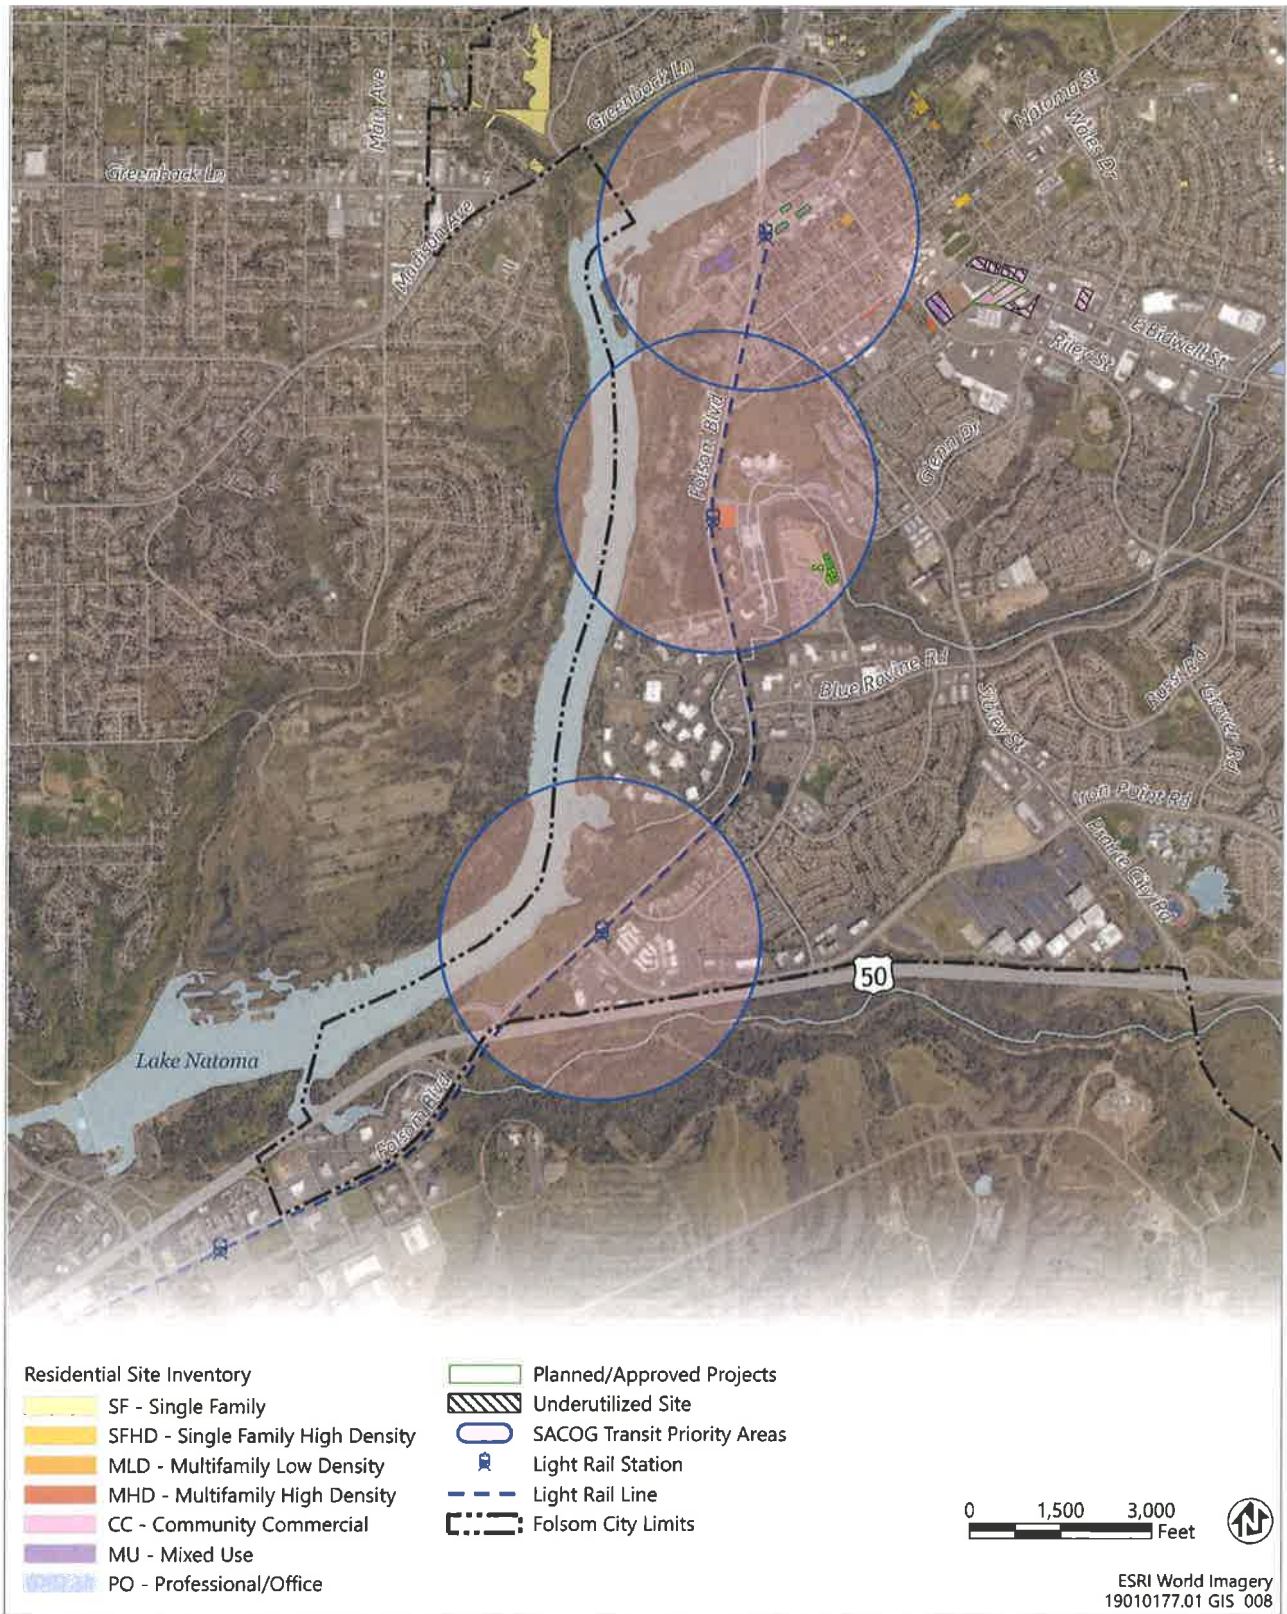 Greenback Ln
Main Ave
Greenback Ln
Madison Ave
Natoma St
Wales Dr
E Bidwell St
Riley St
Glenn Dr
Folsom Blvd
Blue Ravine Rd
Sibley St
Russi Rd
Grover Rd
Iron Point Rd
Prairie City Rd
50
Lake Natoma
Folsom Blvd
Residential Site Inventory
SF - Single Family
SFHD - Single Family High Density
MLD - Multifamily Low Density
MHD - Multifamily High Density
CC - Community Commercial
MU - Mixed Use
PO - Professional/Office
Planned/Approved Projects
Underutilized Site
SACOG Transit Priority Areas
Light Rail Station
Light Rail Line
Folsom City Limits
0 1,500 3,000
Feet
N
ESRI World Imagery
19010177.01 GIS 008